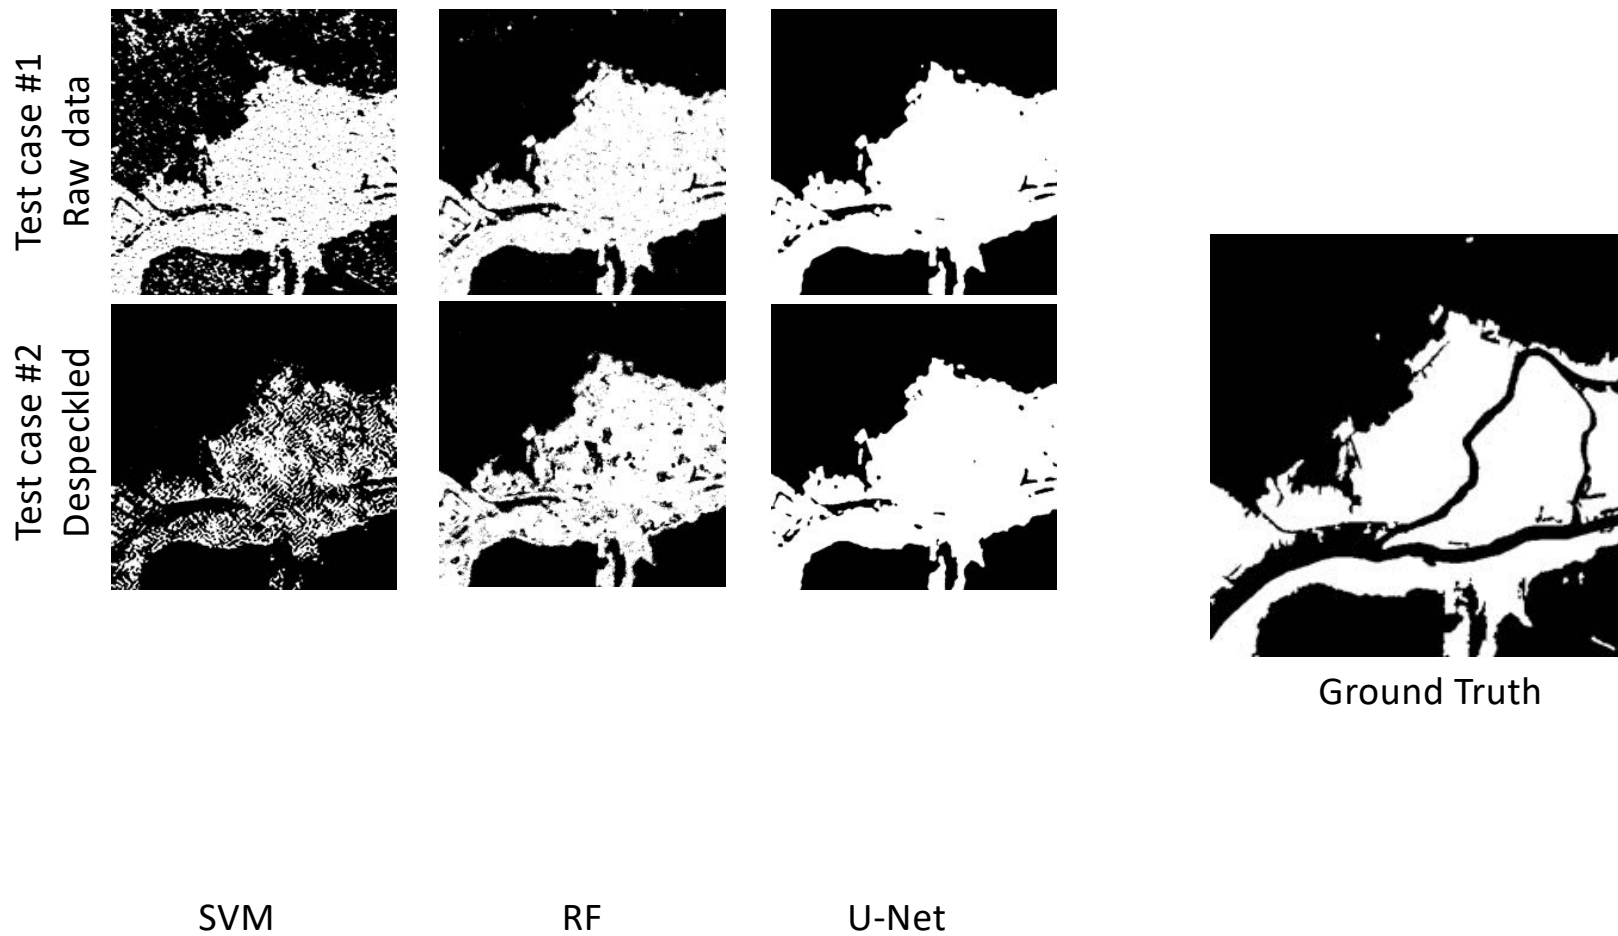 Test case #1
Raw data
Test case #2
Despeckled
Ground Truth
SVM
RF
U-Net